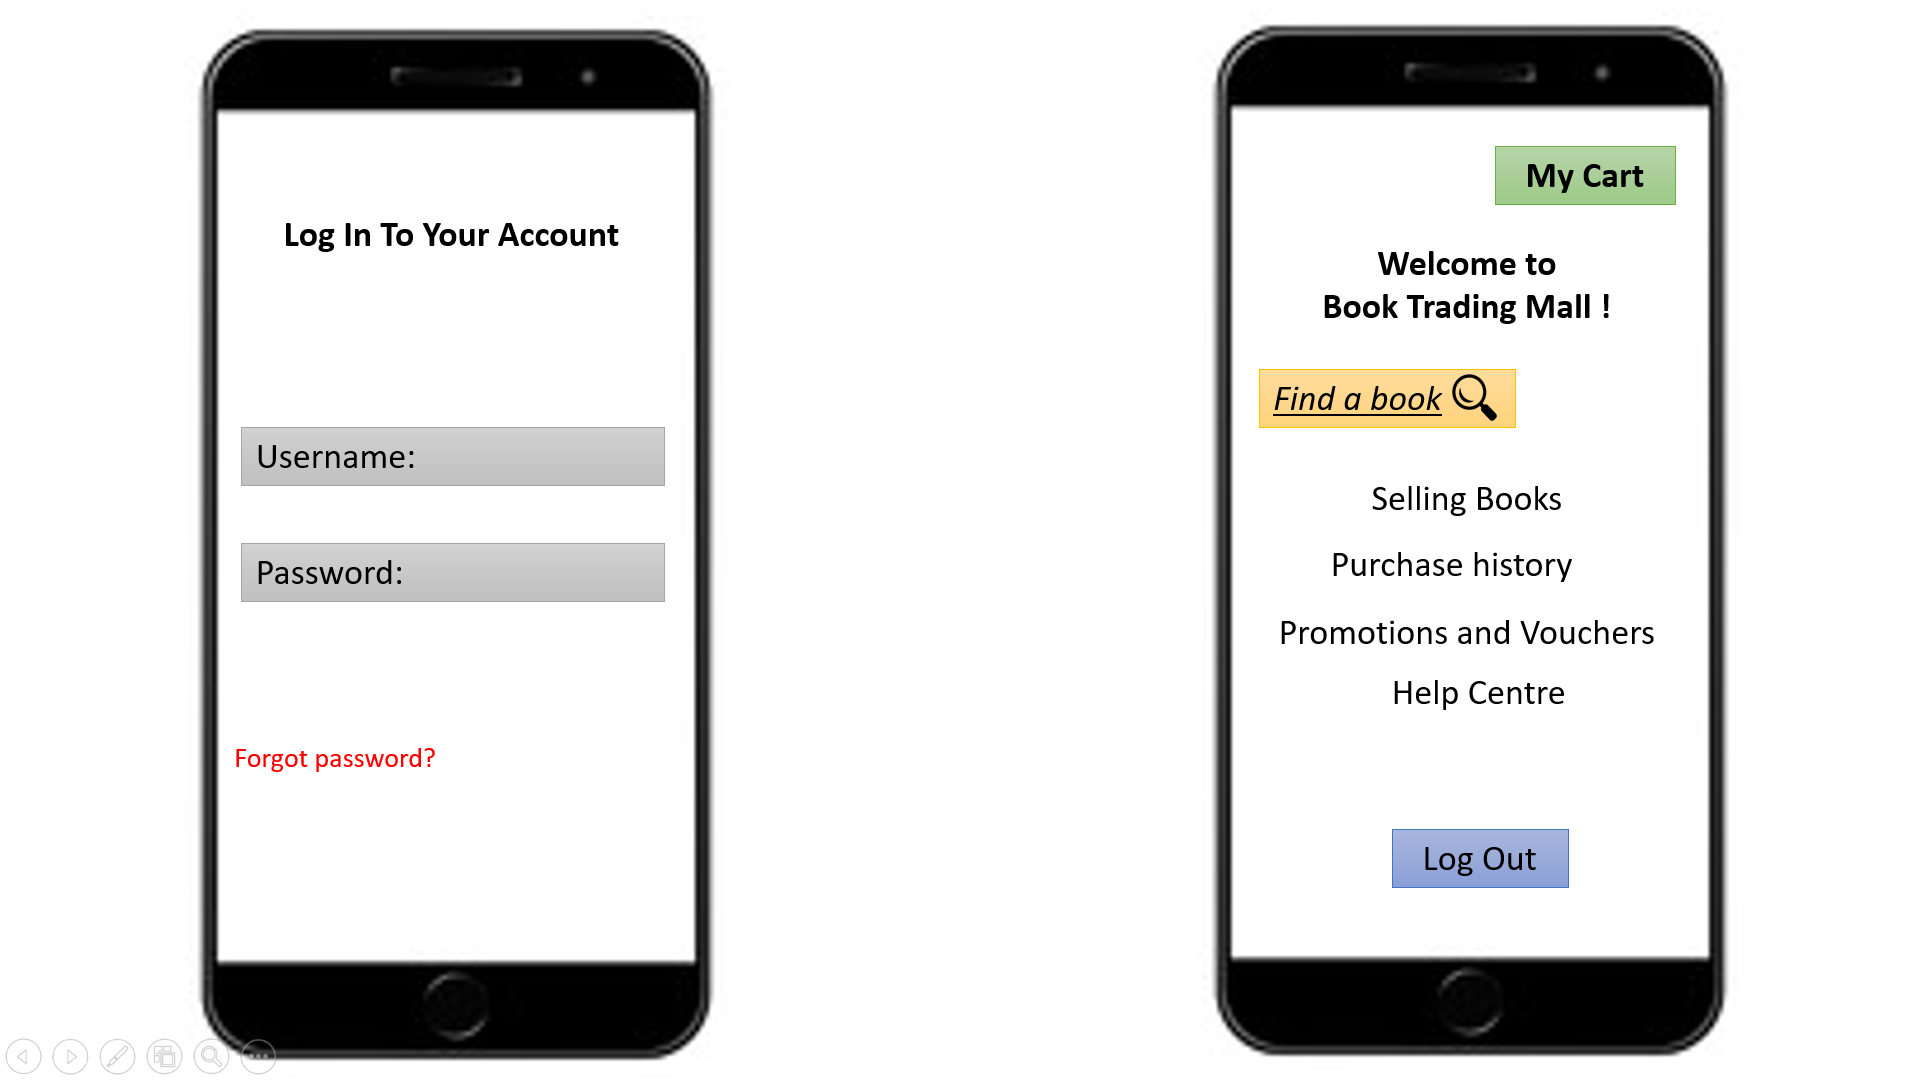 Log In To Your Account
Username:
Password:
Forgot password?
My Cart
Welcome to
Book Trading Mall !
Find a book
Selling Books
Purchase history
Promotions and Vouchers
Help Centre
Log Out